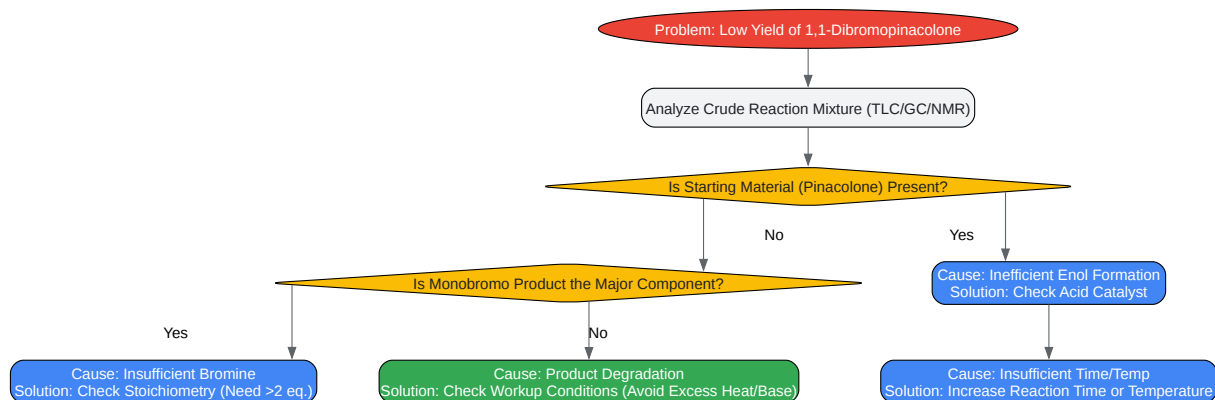 Problem: Low Yield of 1,1-Dibromopinacolone
Analyze Crude Reaction Mixture (TLC/GC/NMR)
Is Starting Material (Pinacolone) Present?
No
Yes
Is Monobromo Product the Major Component?
Cause: Inefficient Enol Formation
Solution: Check Acid Catalyst
Yes
No
Cause: Insufficient Bromine
Solution: Check Stoichiometry (Need >2 eq.)
Cause: Product Degradation
Solution: Check Workup Conditions (Avoid Excess Heat/Base)
Cause: Insufficient Time/Temp
Solution: Increase Reaction Time or Temperature